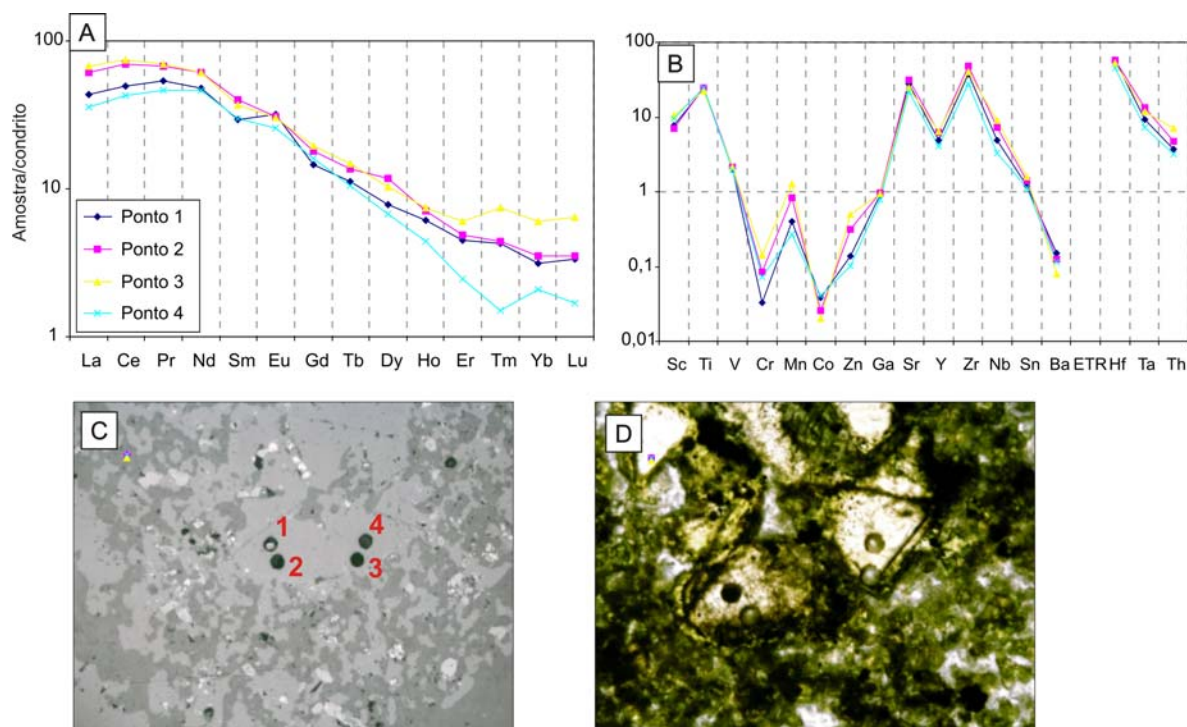 A
100
10
1
Amostra/condrito
Ponto 1
Ponto 2
Ponto 3
Ponto 4
La Ce Pr Nd Sm Eu Gd Tb Dy Ho Er Tm Yb Lu
B
100
10
1
0,1
0,01
Sc Ti V Cr Mn Co Zn Ga Sr Y Zr Nb Sn Ba ETR Hf Ta Th
C
1
4
2
3
D